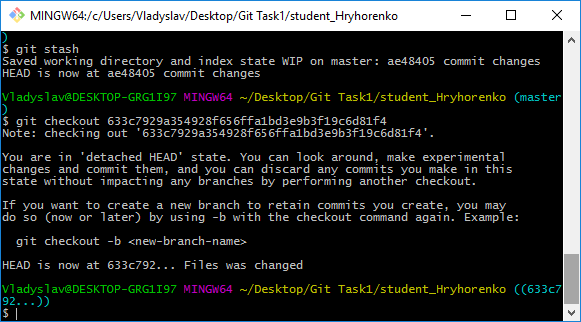 MINGW64:/c/Users/Vladyslav/Desktop/Git Task1/student_Hryhorenko
)
$ git stash
Saved working directory and index state WIP on master: ae48405 commit changes
HEAD is now at ae48405 commit changes
Vladyslav@DESKTOP-GRG1I97 MINGW64 ~/Desktop/Git Task1/student_Hryhorenko (master
)
$ git checkout 633c7929a354928f656ffa1bd3e9b3f19c6d81f4
Note: checking out '633c7929a354928f656ffa1bd3e9b3f19c6d81f4'.
You are in 'detached HEAD' state. You can look around, make experimental
changes and commit them, and you can discard any commits you make in this
state without impacting any branches by performing another checkout.
If you want to create a new branch to retain commits you create, you may
do so (now or later) by using -b with the checkout command again. Example:
git checkout -b <new-branch-name>
HEAD is now at 633c792... Files was changed
Vladyslav@DESKTOP-GRG1I97 MINGW64 ~/Desktop/Git Task1/student_Hryhorenko ((633c7
92...))
$